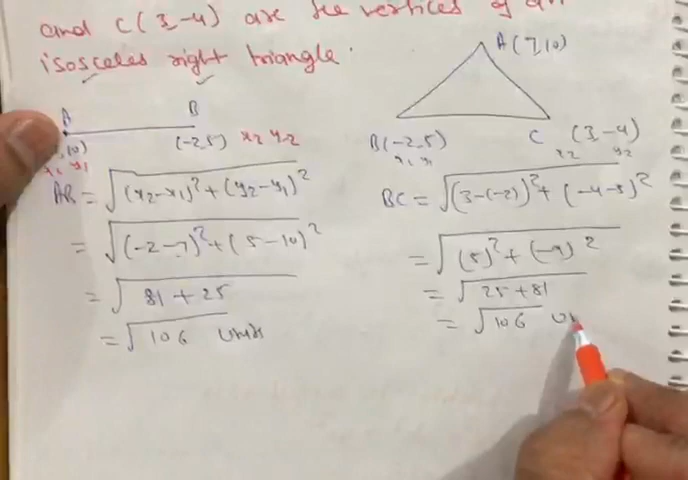 and C(3,-4) are the vertices of an
isosceles right triangle.
A(7,10)
A B
,10) (-2,5) x2 y2
x1 y1
B(-2,5) C (3,-4)
x1 y1 x2 y2
AB = √(x2-x1)²+(y2-y1)²
= √(-2-7)²+(5-10)²
= √81+25
= √106 units
BC = √(3-(-2))²+(-4-5)²
= √(5)²+(-9)²
= √25+81
= √106 un